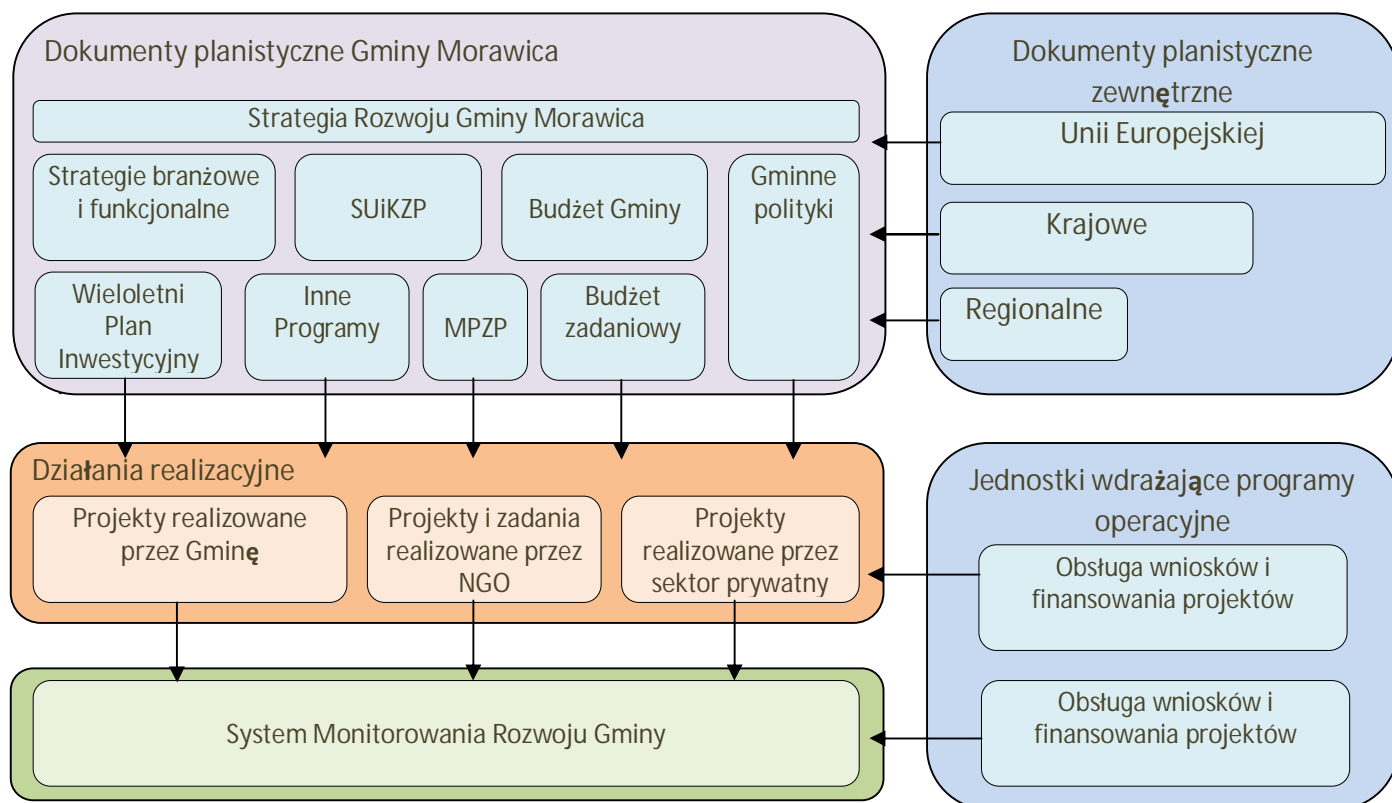 Dokumenty planistyczne Gminy Morawica
Strategia Rozwoju Gminy Morawica
Strategie branżowe
i funkcjonalne
SUiKZP
Budżet Gminy
Gminne
polityki
Wieloletni
Plan
Inwestycyjny
Inne
Programy
MPZP
Budżet
zadaniowy
Dokumenty planistyczne
zewnętrzne
Unii Europejskiej
Krajowe
Regionalne
Działania realizacyjne
Projekty realizowane
przez Gminę
Projekty i zadania
realizowane przez
NGO
Projekty
realizowane przez
sektor prywatny
Jednostki wdrażające programy
operacyjne
Obsługa wniosków i
finansowania projektów
System Monitorowania Rozwoju Gminy
Obsługa wniosków i
finansowania projektów